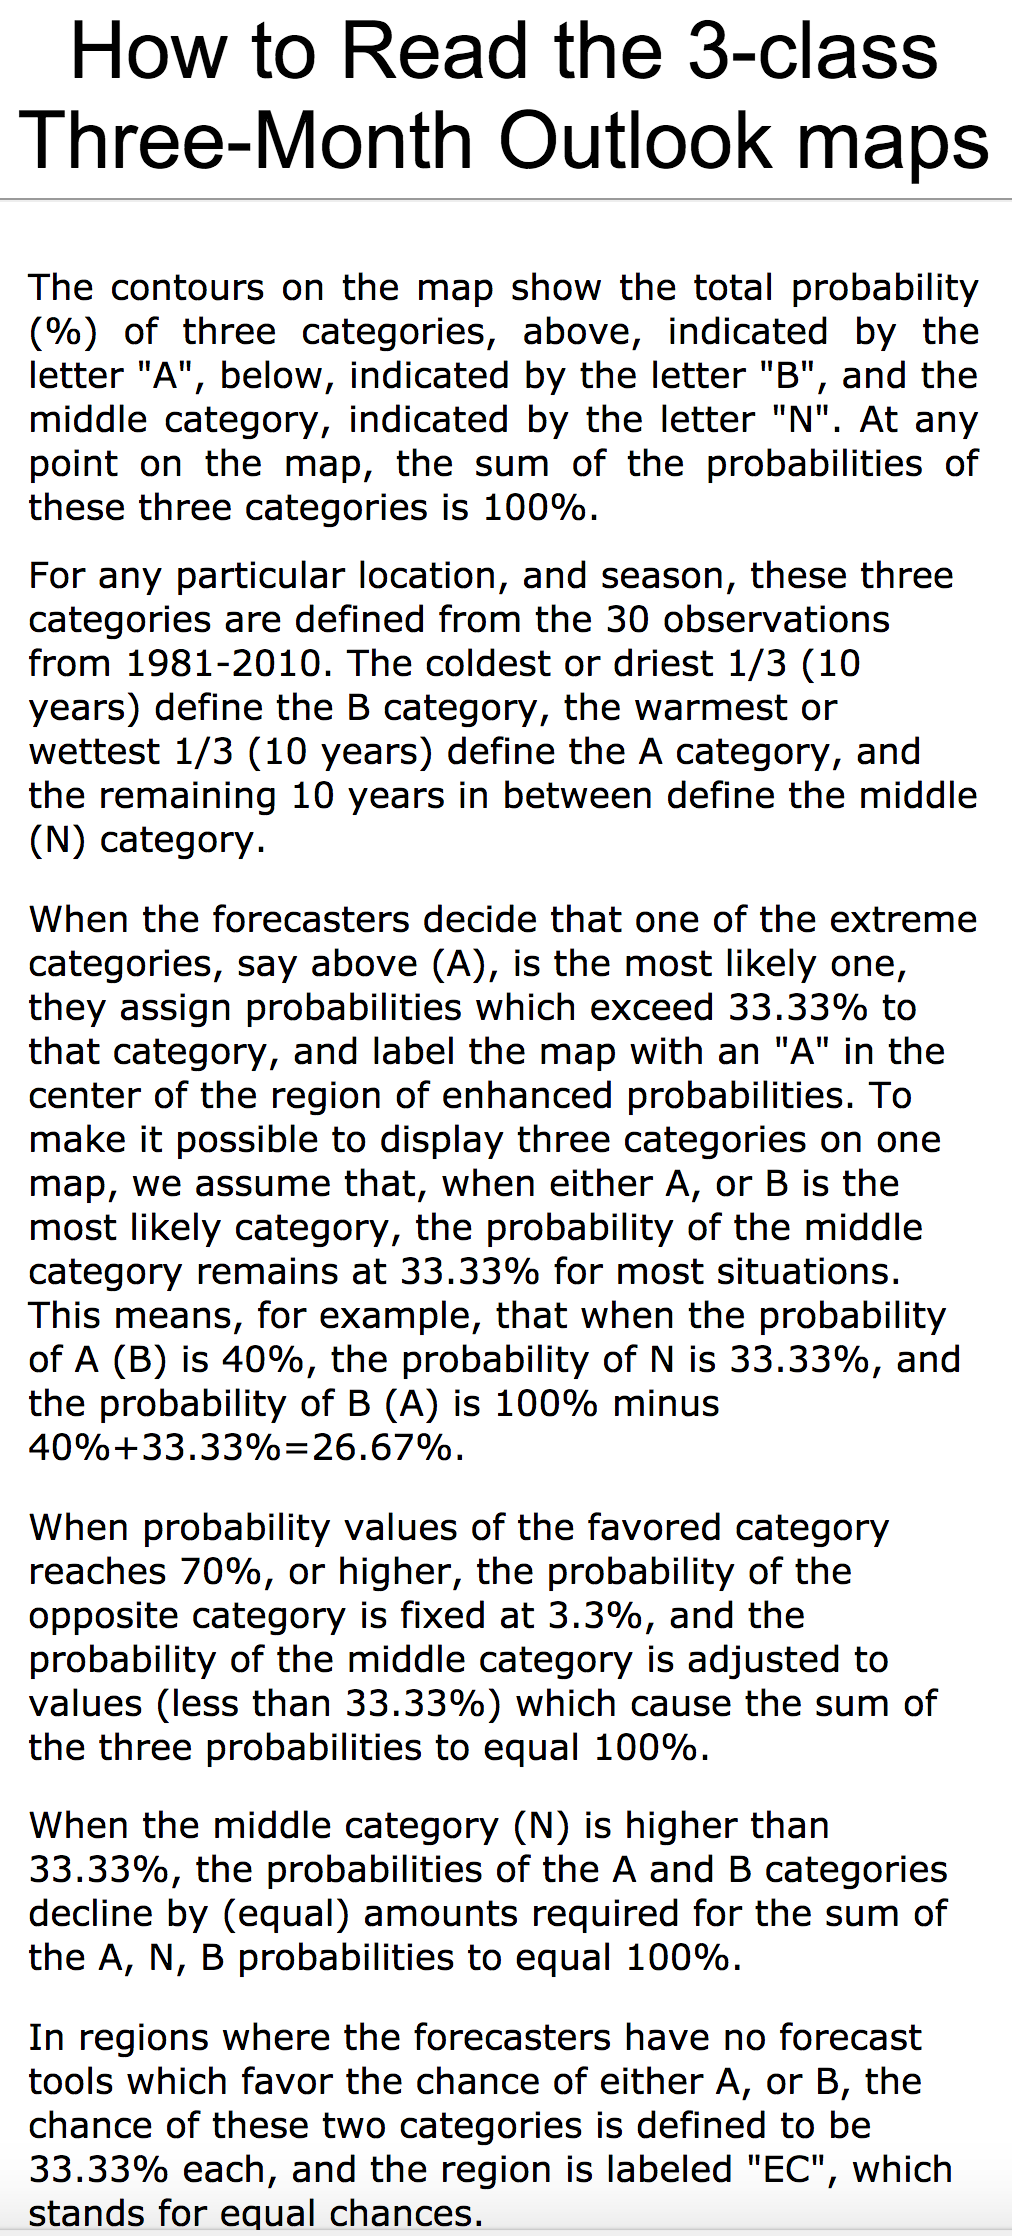 How to Read the 3-class
Three-Month Outlook maps
The contours on the map show the total probability
(%) of three categories, above, indicated by the
letter "A", below, indicated by the letter "B", and the
middle category, indicated by the letter "N". At any
point on the map, the sum of the probabilities of
these three categories is 100%.
For any particular location, and season, these three
categories are defined from the 30 observations
from 1981-2010. The coldest or driest 1/3 (10
years) define the B category, the warmest or
wettest 1/3 (10 years) define the A category, and
the remaining 10 years in between define the middle
(N) category.
When the forecasters decide that one of the extreme
categories, say above (A), is the most likely one,
they assign probabilities which exceed 33.33% to
that category, and label the map with an "A" in the
center of the region of enhanced probabilities. To
make it possible to display three categories on one
map, we assume that, when either A, or B is the
most likely category, the probability of the middle
category remains at 33.33% for most situations.
This means, for example, that when the probability
of A (B) is 40%, the probability of N is 33.33%, and
the probability of B (A) is 100% minus
40%+33.33%=26.67%.
When probability values of the favored category
reaches 70%, or higher, the probability of the
opposite category is fixed at 3.3%, and the
probability of the middle category is adjusted to
values (less than 33.33%) which cause the sum of
the three probabilities to equal 100%.
When the middle category (N) is higher than
33.33%, the probabilities of the A and B categories
decline by (equal) amounts required for the sum of
the A, N, B probabilities to equal 100%.
In regions where the forecasters have no forecast
tools which favor the chance of either A, or B, the
chance of these two categories is defined to be
33.33% each, and the region is labeled "EC", which
stands for equal chances.